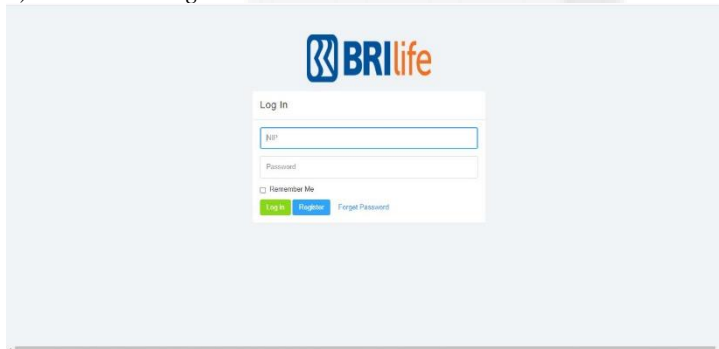 BRIlife
Log In
NIP
Password
Remember Me
Log In Register Forget Password